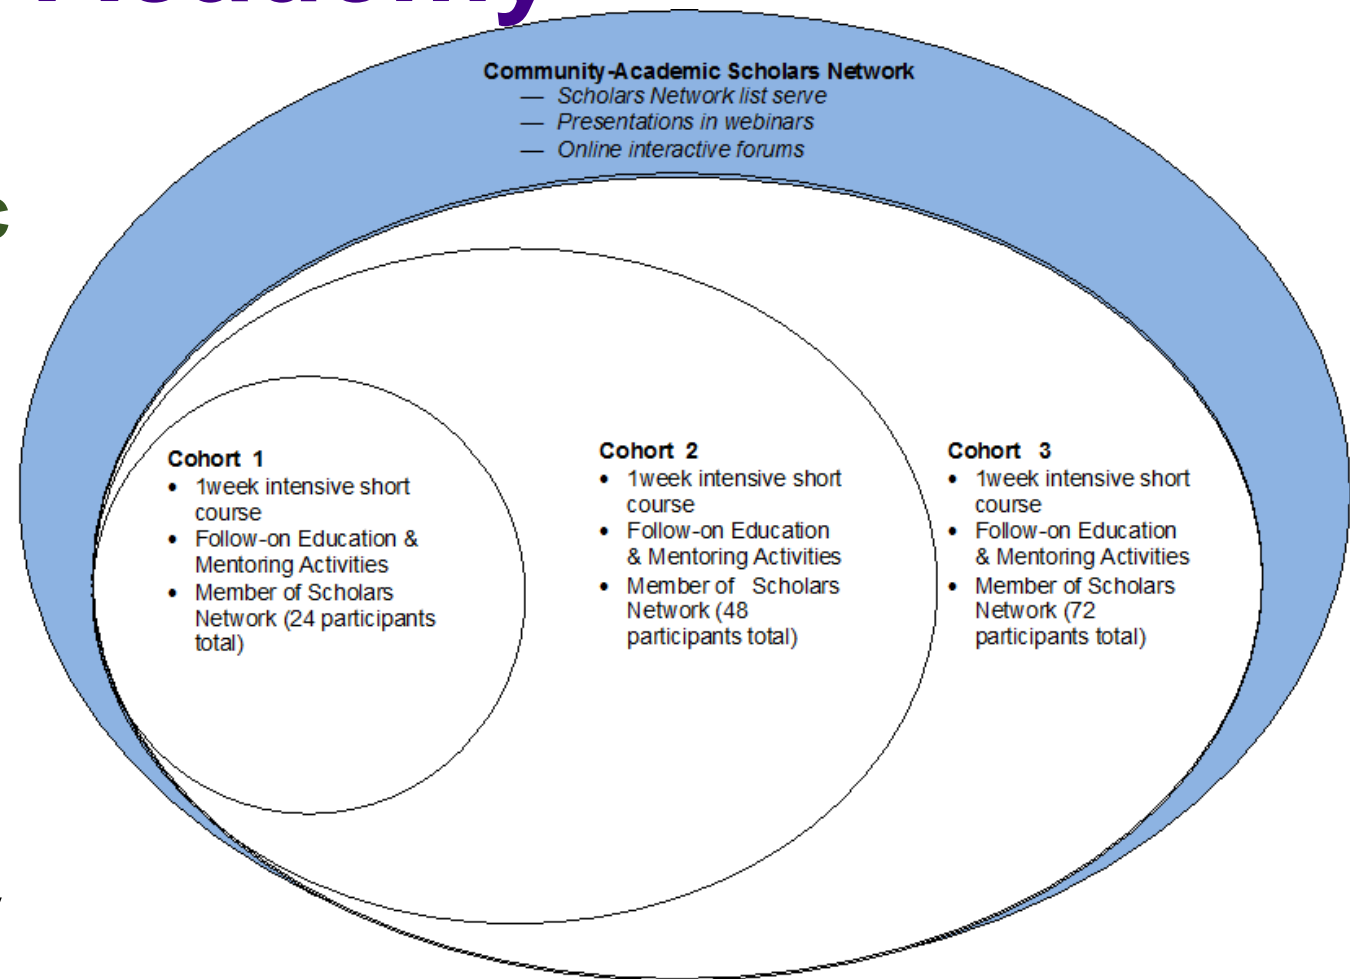 Academy
Community-Academic Scholars Network
— Scholars Network list serve
— Presentations in webinars
— Online interactive forums
c
Cohort 1
• 1week intensive short
course
• Follow-on Education &
Mentoring Activities
• Member of Scholars
Network (24 participants
total)
Cohort 2
• 1week intensive short
course
• Follow-on Education
& Mentoring Activities
• Member of Scholars
Network (48
participants total)
Cohort 3
• 1week intensive short
course
• Follow-on Education
& Mentoring Activities
• Member of Scholars
Network (72
participants total)